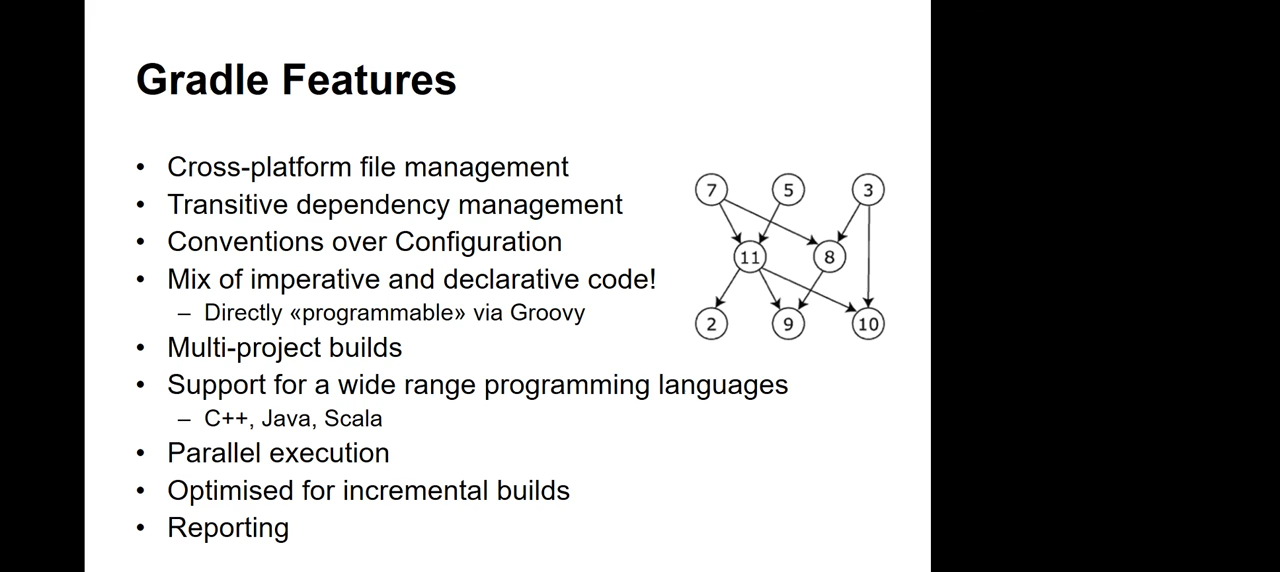 Gradle Features
• Cross-platform file management
• Transitive dependency management
• Conventions over Configuration
• Mix of imperative and declarative code!
– Directly «programmable» via Groovy
• Multi-project builds
• Support for a wide range programming languages
– C++, Java, Scala
• Parallel execution
• Optimised for incremental builds
• Reporting
7 5 3
11 8
2 9 10